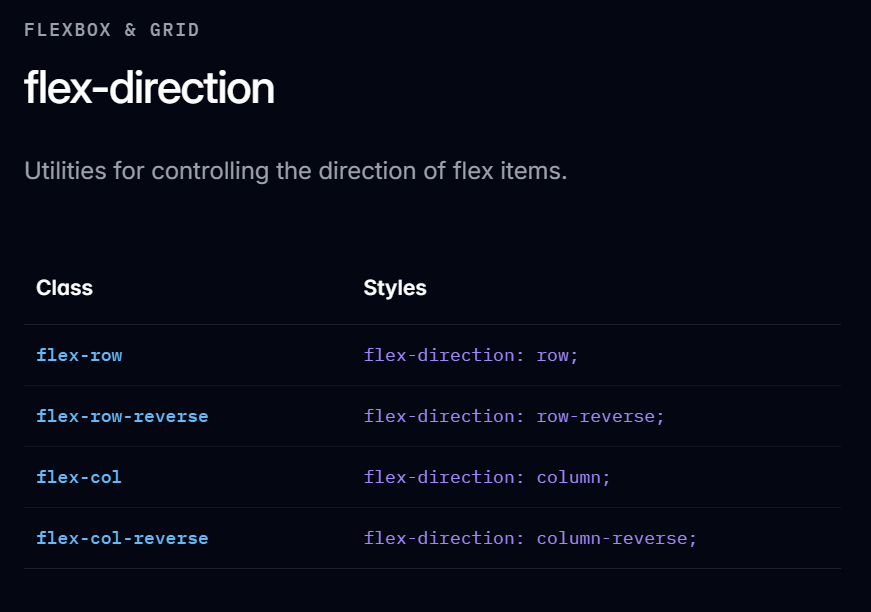 FLEXBOX & GRID
flex-direction
Utilities for controlling the direction of flex items.
Class Styles
flex-row flex-direction: row;
flex-row-reverse flex-direction: row-reverse;
flex-col flex-direction: column;
flex-col-reverse flex-direction: column-reverse;